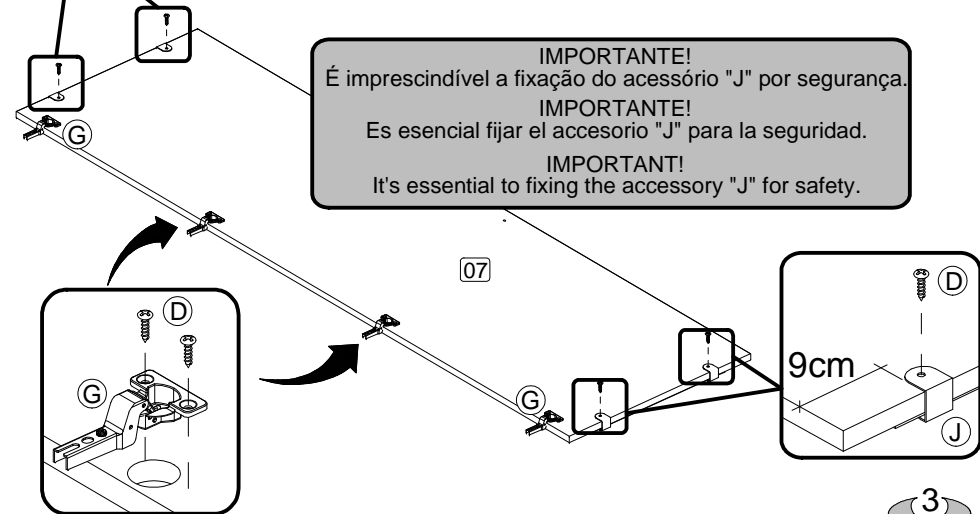 IMPORTANTE!
É imprescindível a fixação do acessório "J" por segurança.
IMPORTANTE!
Es esencial fijar el accesorio "J" para la seguridad.
IMPORTANT!
It's essential to fixing the accessory "J" for safety.
G
07
D
G
G
D
9cm
J
3